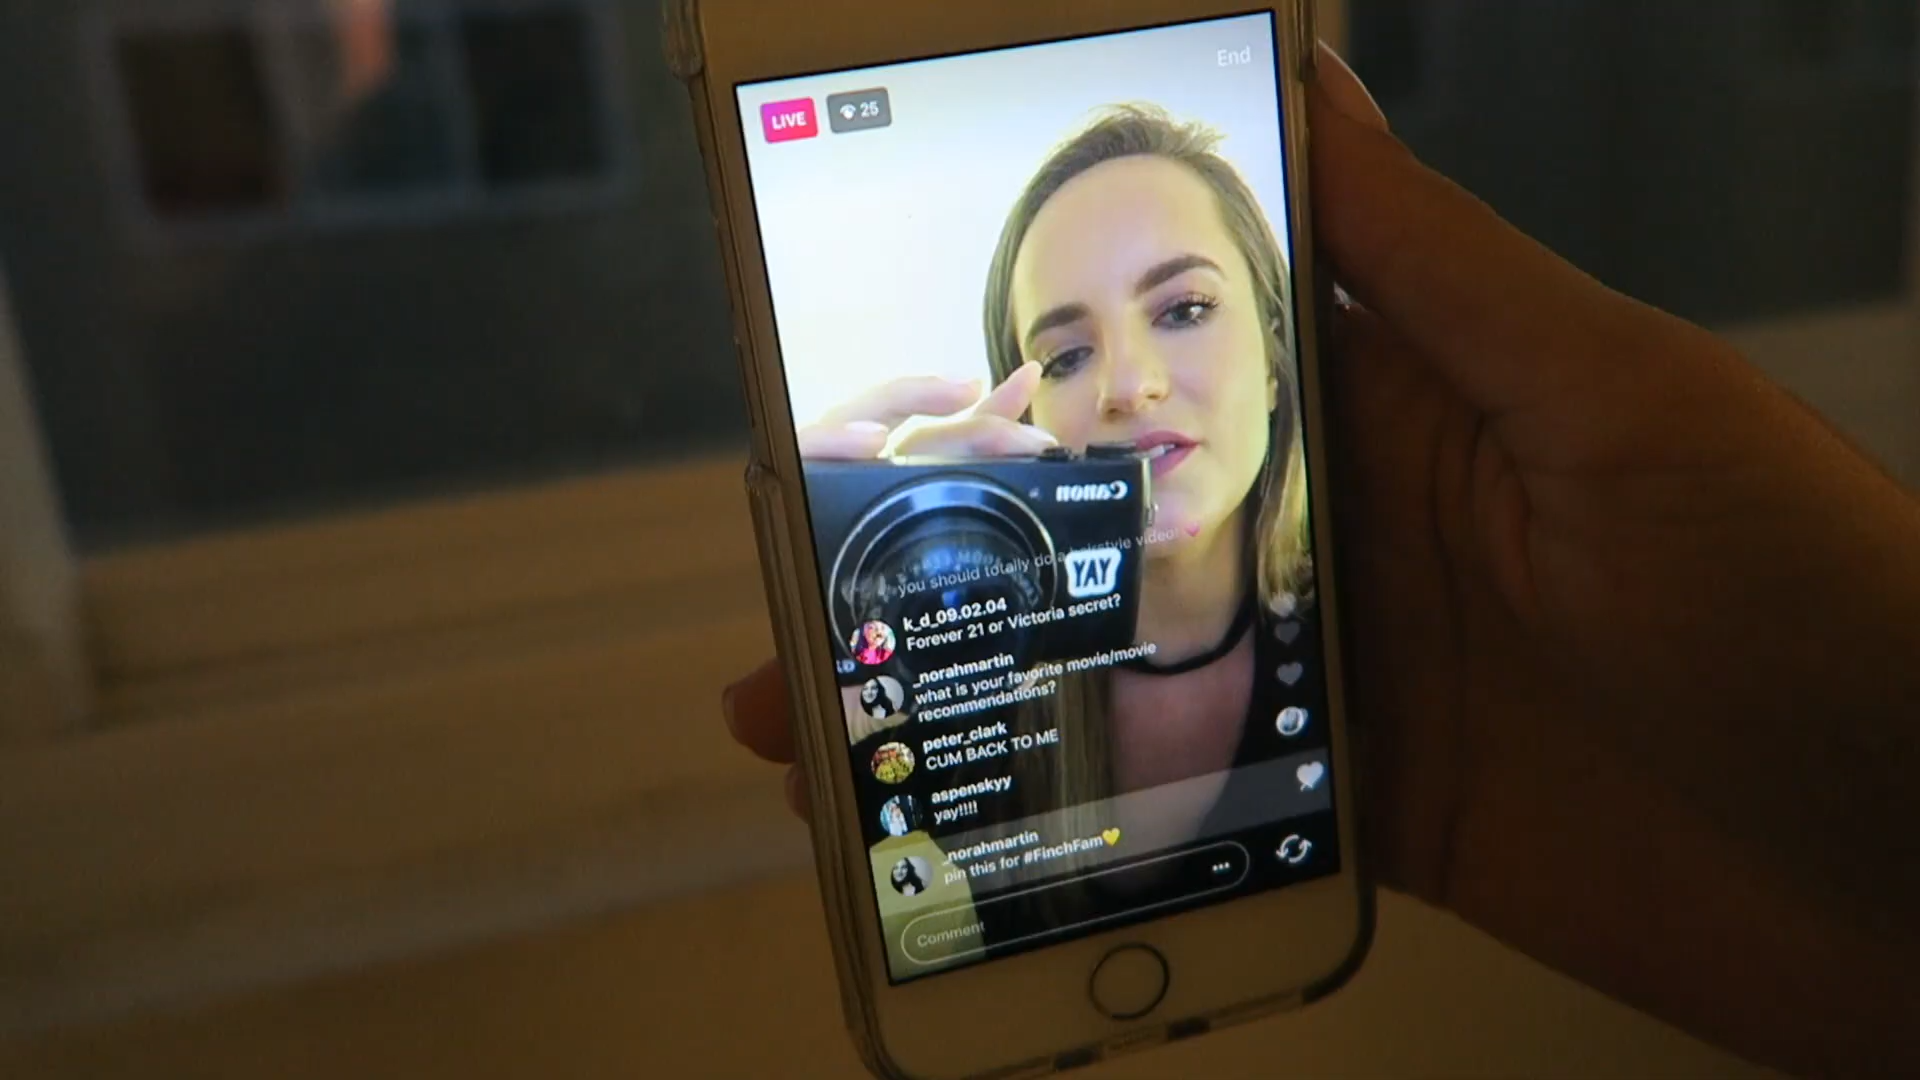 End
LIVE
25
Canon
you should totally do a hairstyle video!
YAY
k_d_09.02.04
Forever 21 or Victoria secret?
_norahmartin
what is your favorite movie/movie
recommendations?
peter_clark
CUM BACK TO ME
aspenskyy
yay!!!!
_norahmartin
pin this for #FinchFam💛
Comment